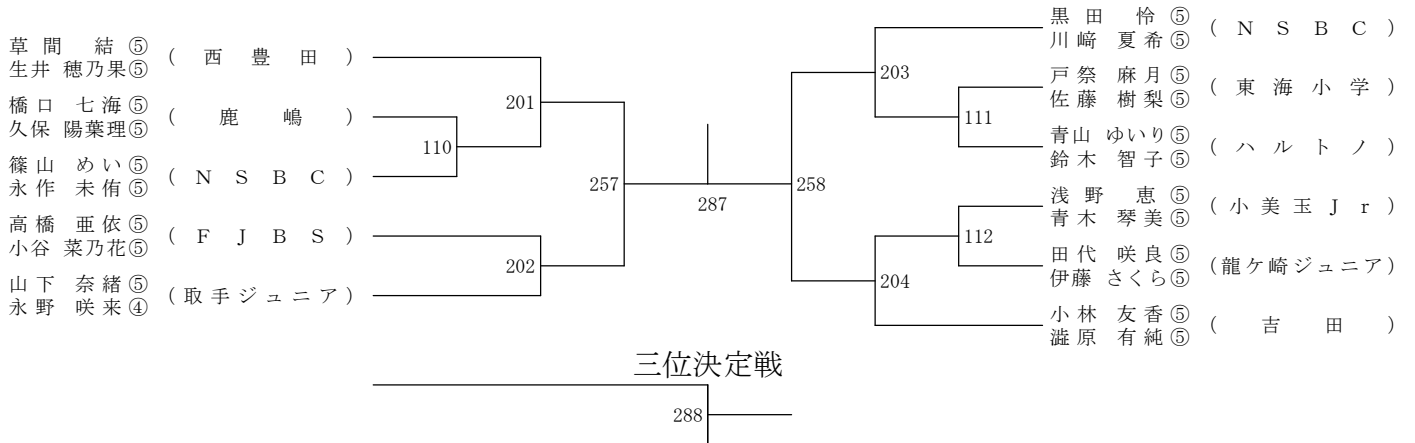 草間 結⑤
生井 穂乃果⑤
(西豊田)
橋口 七海⑤
久保 陽葉理⑤
(鹿嶋)
篠山 めい⑤
永作 未侑⑤
(NSBC)
高橋 亜依⑤
小谷 菜乃花⑤
(FJBS)
山下 奈緒⑤
永野 咲来④
(取手ジュニア)
201
110
257
202
287
258
203
111
112
204
黒田 怜⑤
川﨑 夏希⑤
(NSBC)
戸祭 麻月⑤
佐藤 樹梨⑤
(東海小学)
青山 ゆいり⑤
鈴木 智子⑤
(ハルトノ)
浅野 恵⑤
青木 琴美⑤
(小美玉Jr)
田代 咲良⑤
伊藤 さくら⑤
(龍ケ崎ジュニア)
小林 友香⑤
澁原 有純⑤
(吉田)
三位決定戦
288